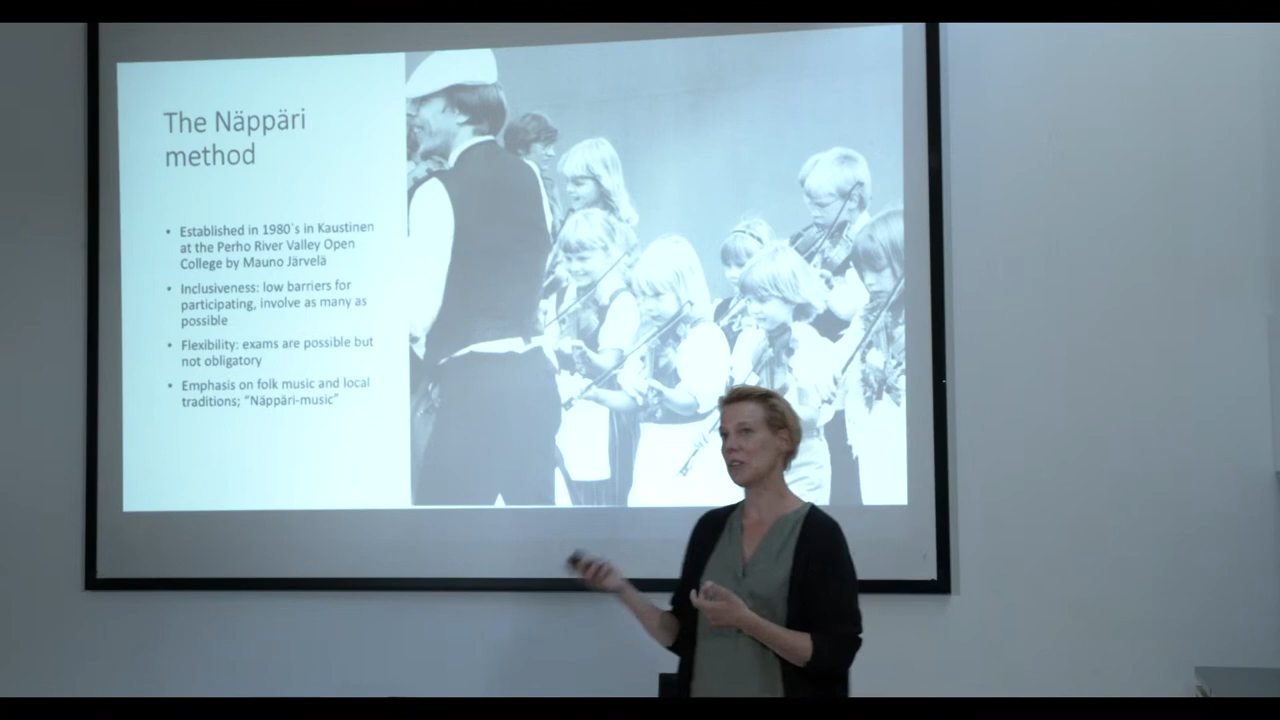 The Näppäri
method
• Established in 1980´s in Kaustinen
at the Perho River Valley Open
College by Mauno Järvelä
• Inclusiveness: low barriers for
participating, involve as many as
possible
• Flexibility: exams are possible but
not obligatory
• Emphasis on folk music and local
traditions; “Näppäri-music”